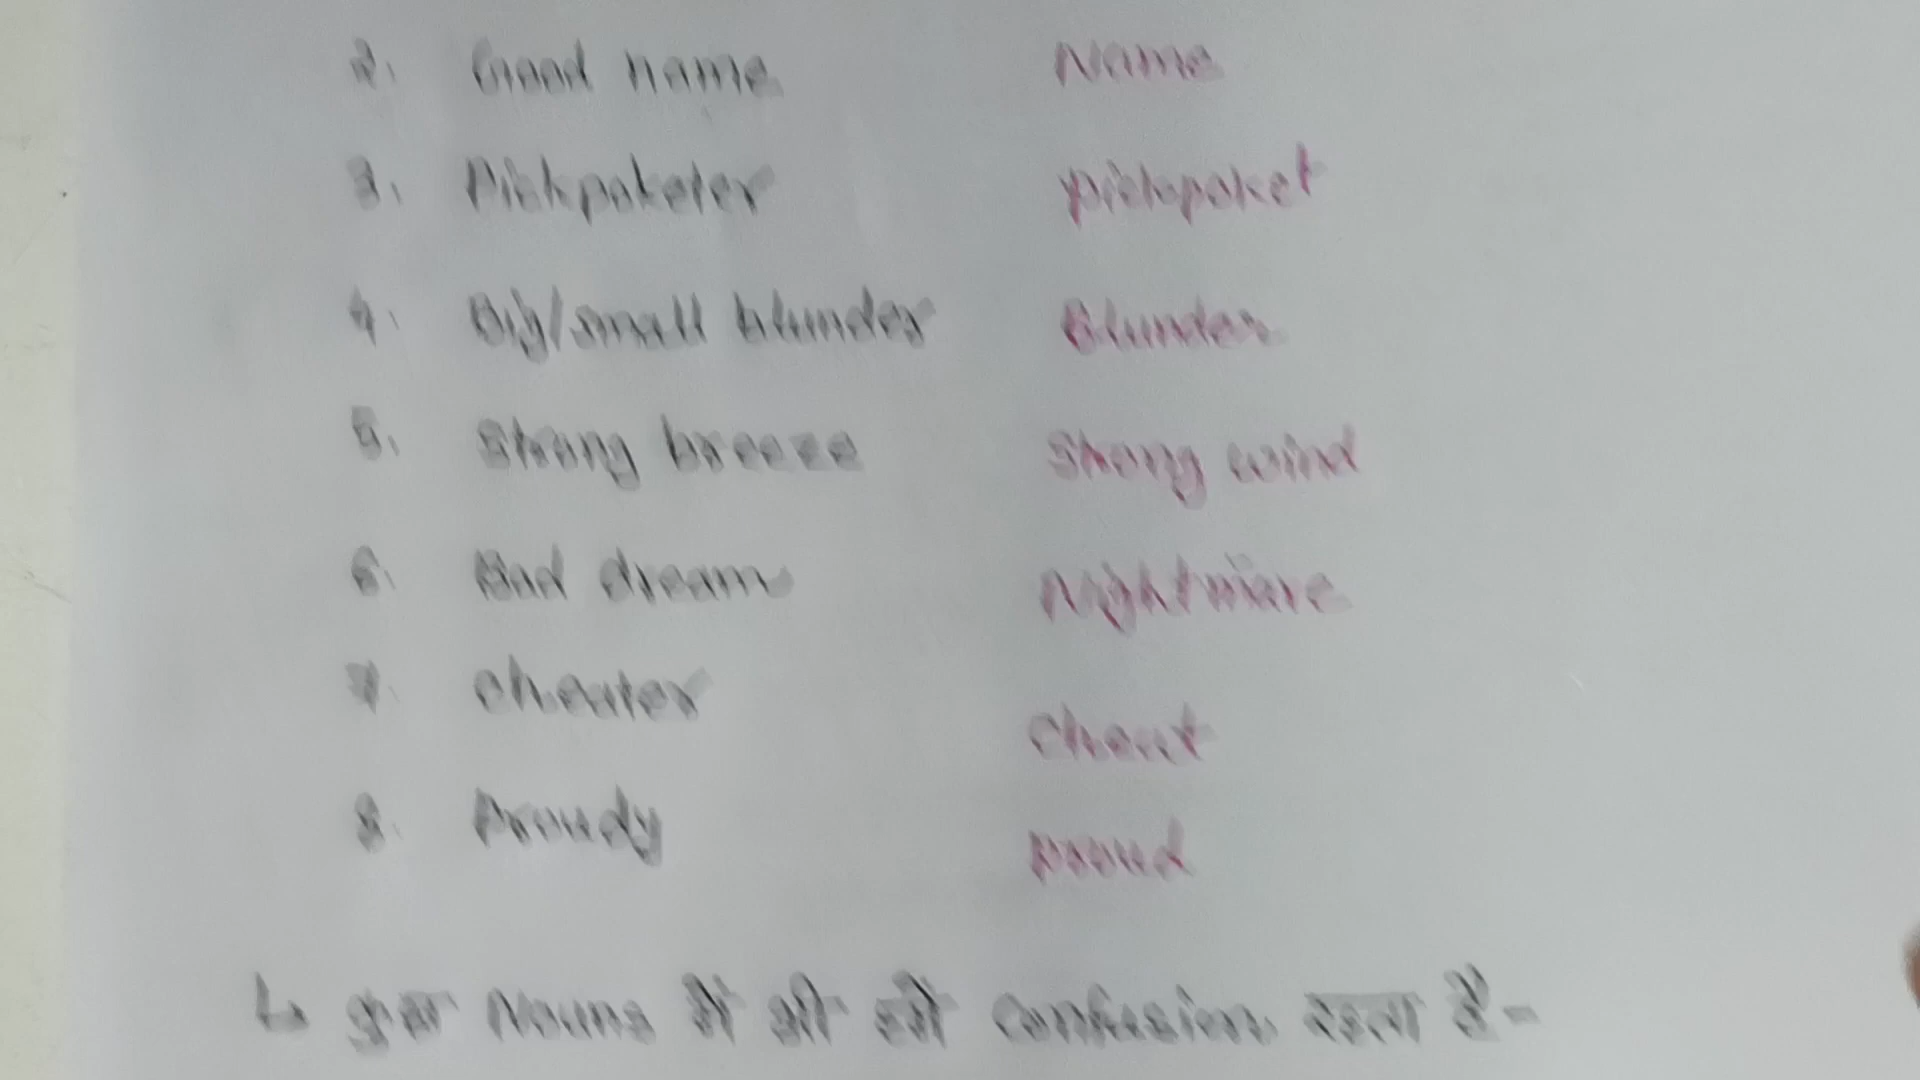 2. Good name Name
3. Pickpoketer Pickpoket
4. Big/small blunder Blunder
5. Strong breeze Strong wind
6. Bad dream Nightmare
7. Cheater Cheat
8. Proudy Proud
↳ कुछ Nouns में भी confusion रहता है-